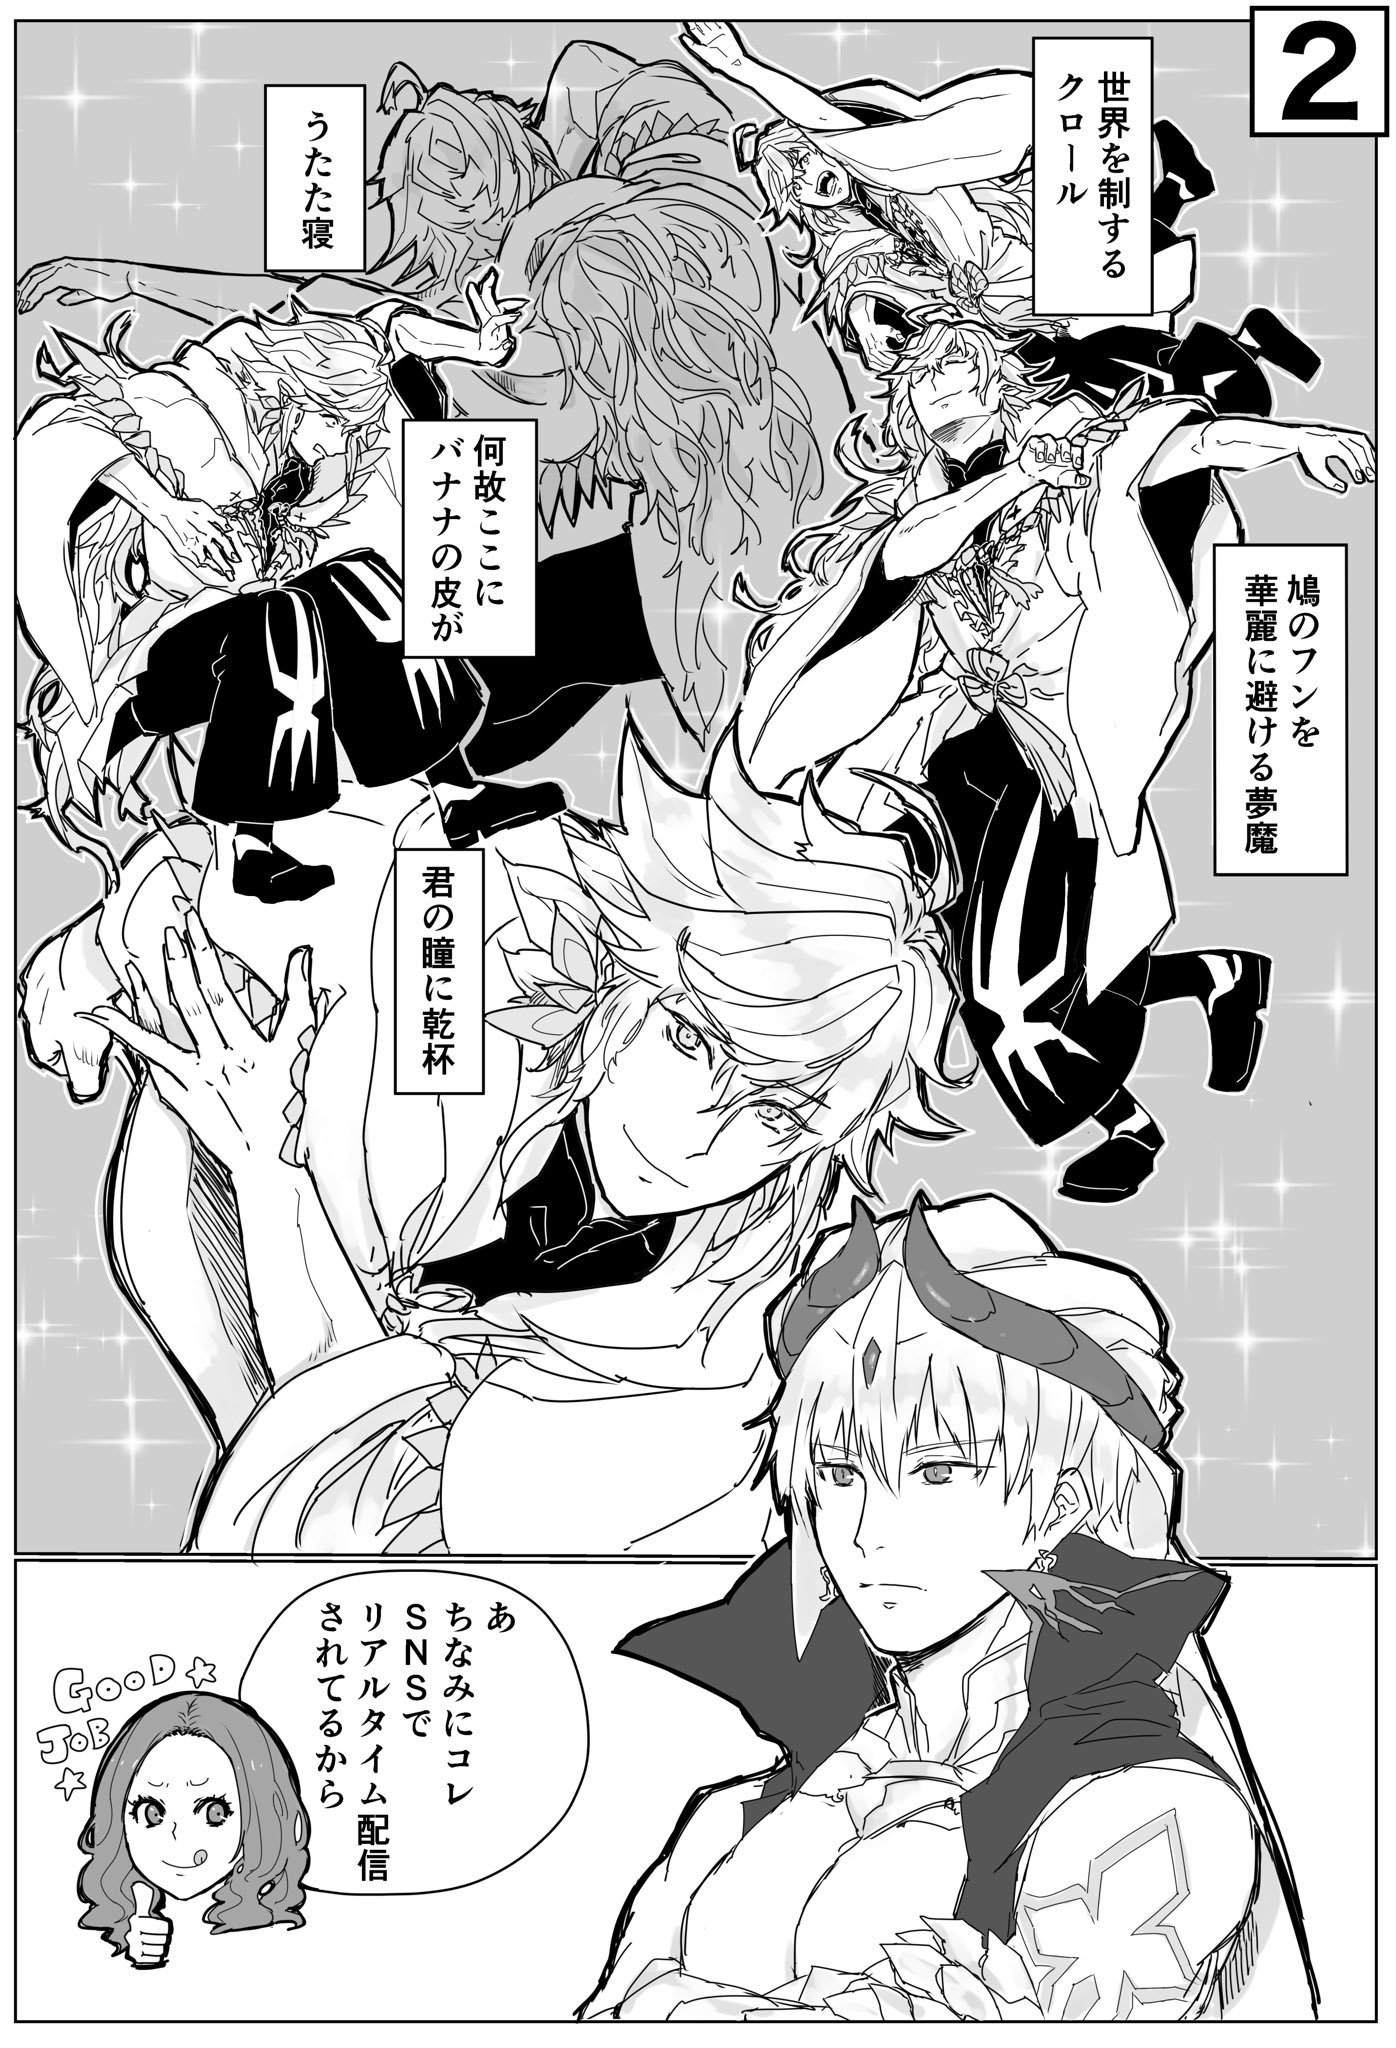 2
世界を制する
クロール
うたた寝
鳩のフンを
華麗に避ける夢魔
何故ここに
バナナの皮が
君の瞳に乾杯
あ
ちなみにコレ
SNSで
リアルタイム配信
されてるから
GOOD☆
JOB
☆